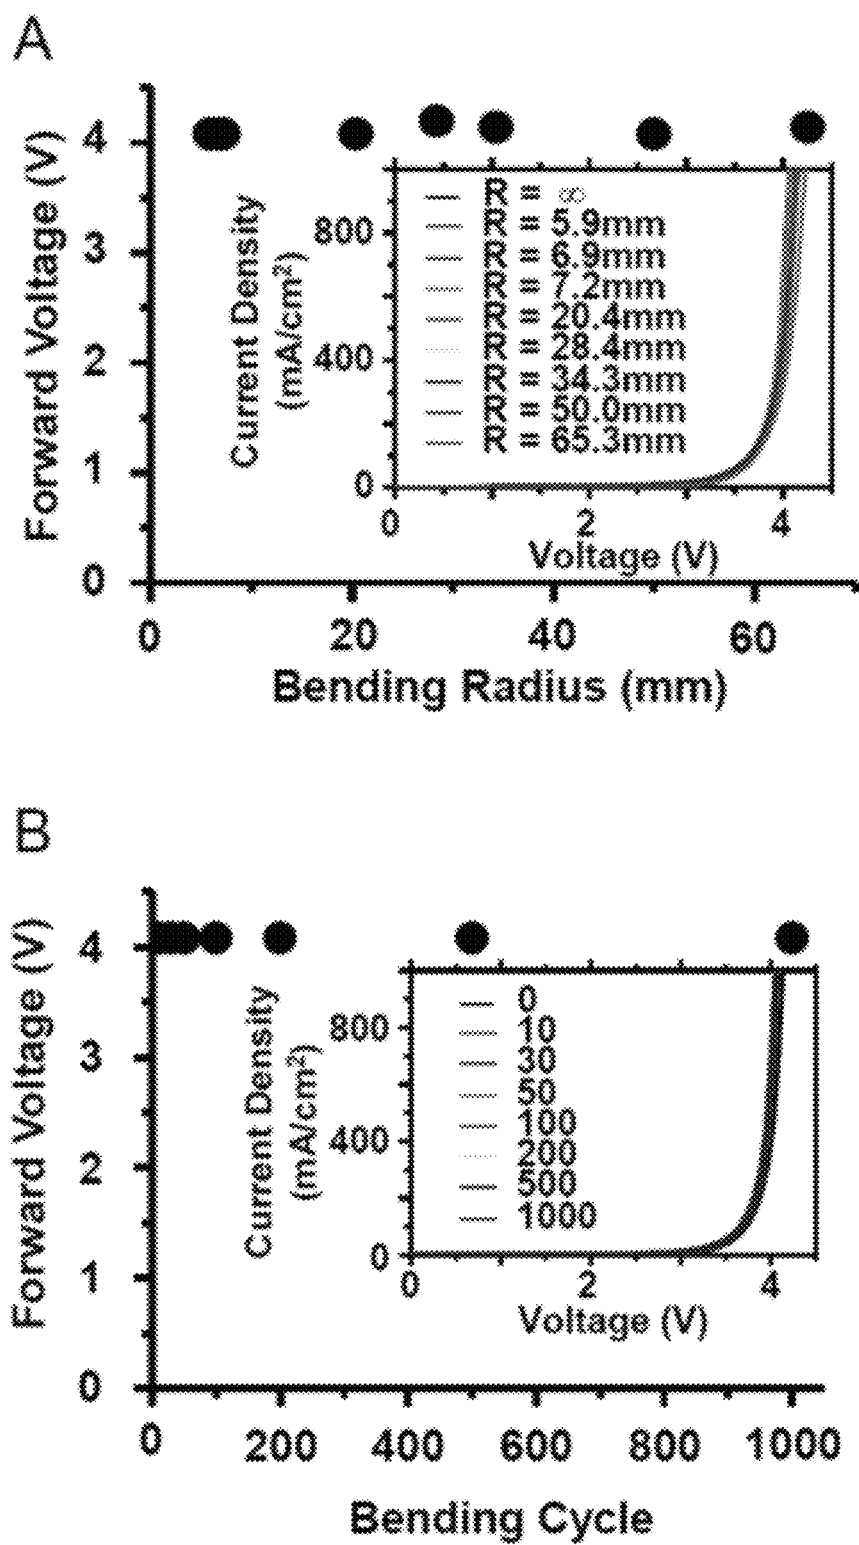 A
Forward Voltage (V)
4
3
2
1
0
0
20
40
60
Bending Radius (mm)
Current Density
(mA/cm²)
800
400
0
0
2
4
Voltage (V)
R = ∞
R = 5.9mm
R = 6.9mm
R = 7.2mm
R = 20.4mm
R = 28.4mm
R = 34.3mm
R = 50.0mm
R = 65.3mm
B
Forward Voltage (V)
4
3
2
1
0
0
200
400
600
800
1000
Bending Cycle
Current Density
(mA/cm²)
800
400
0
0
2
4
Voltage (V)
0
10
30
50
100
200
500
1000